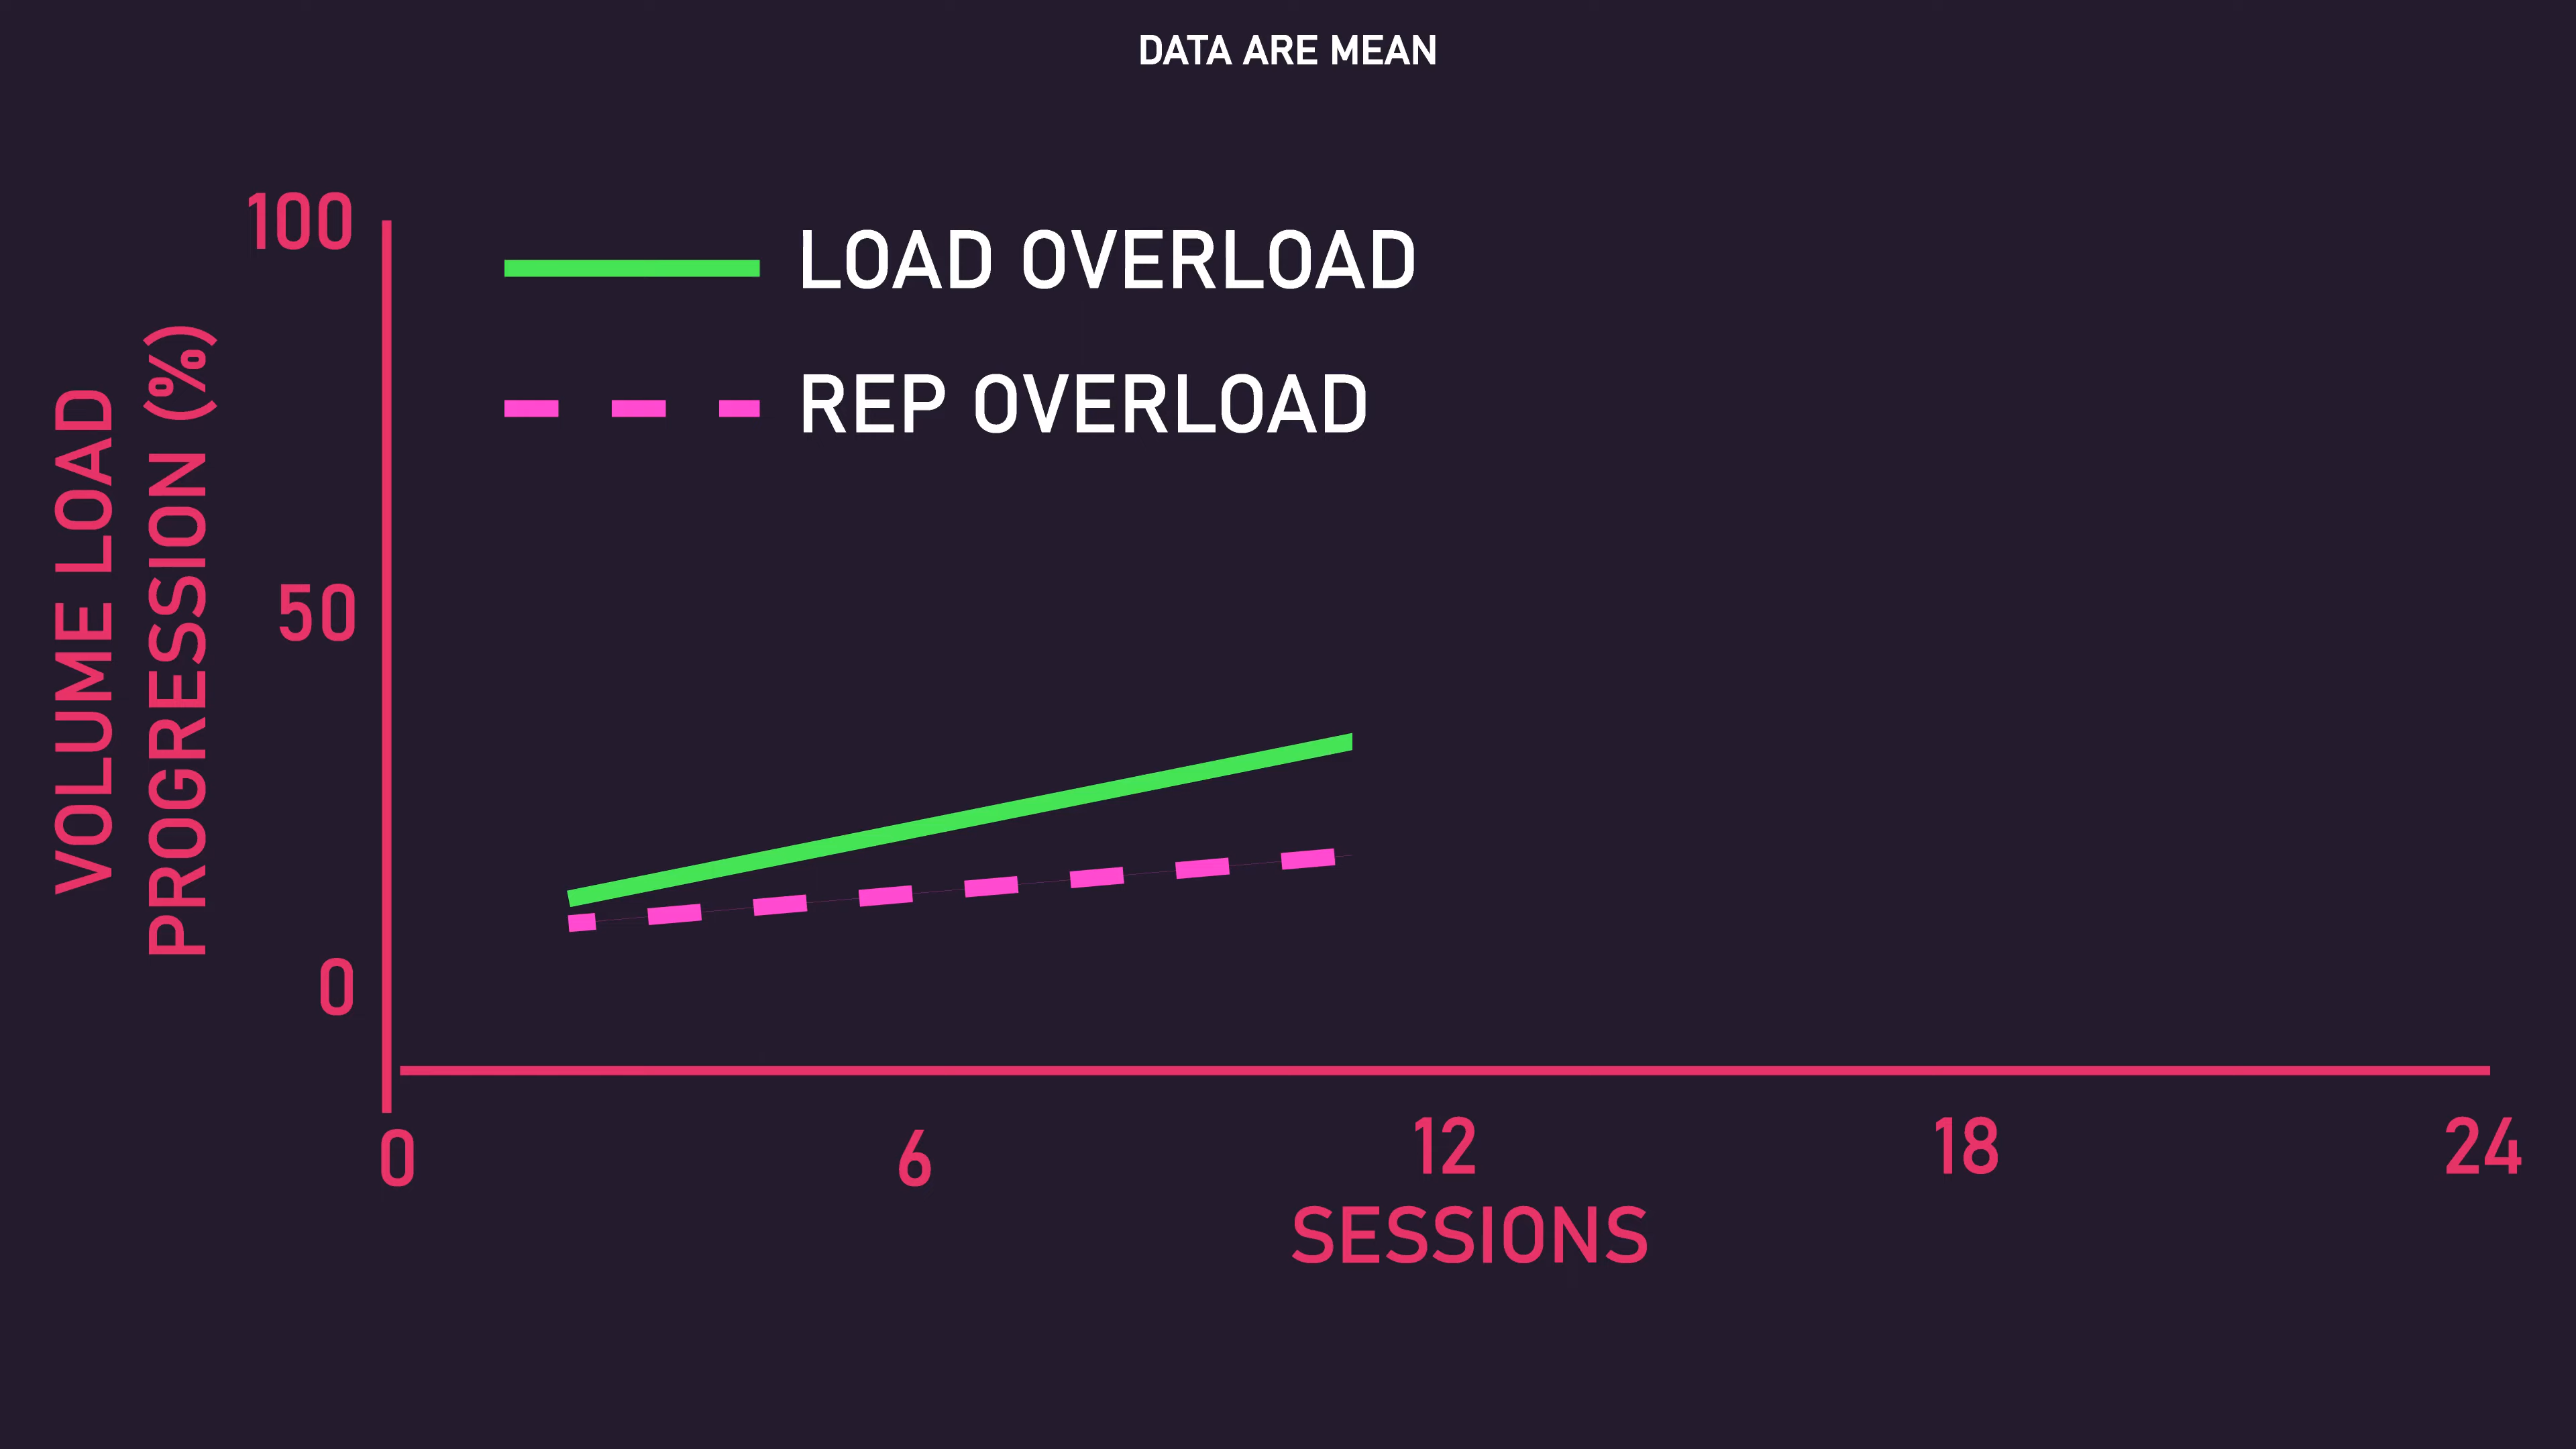 DATA ARE MEAN
100
LOAD OVERLOAD
REP OVERLOAD
VOLUME LOAD
PROGRESSION (%)
50
0
0
6
12
18
24
SESSIONS